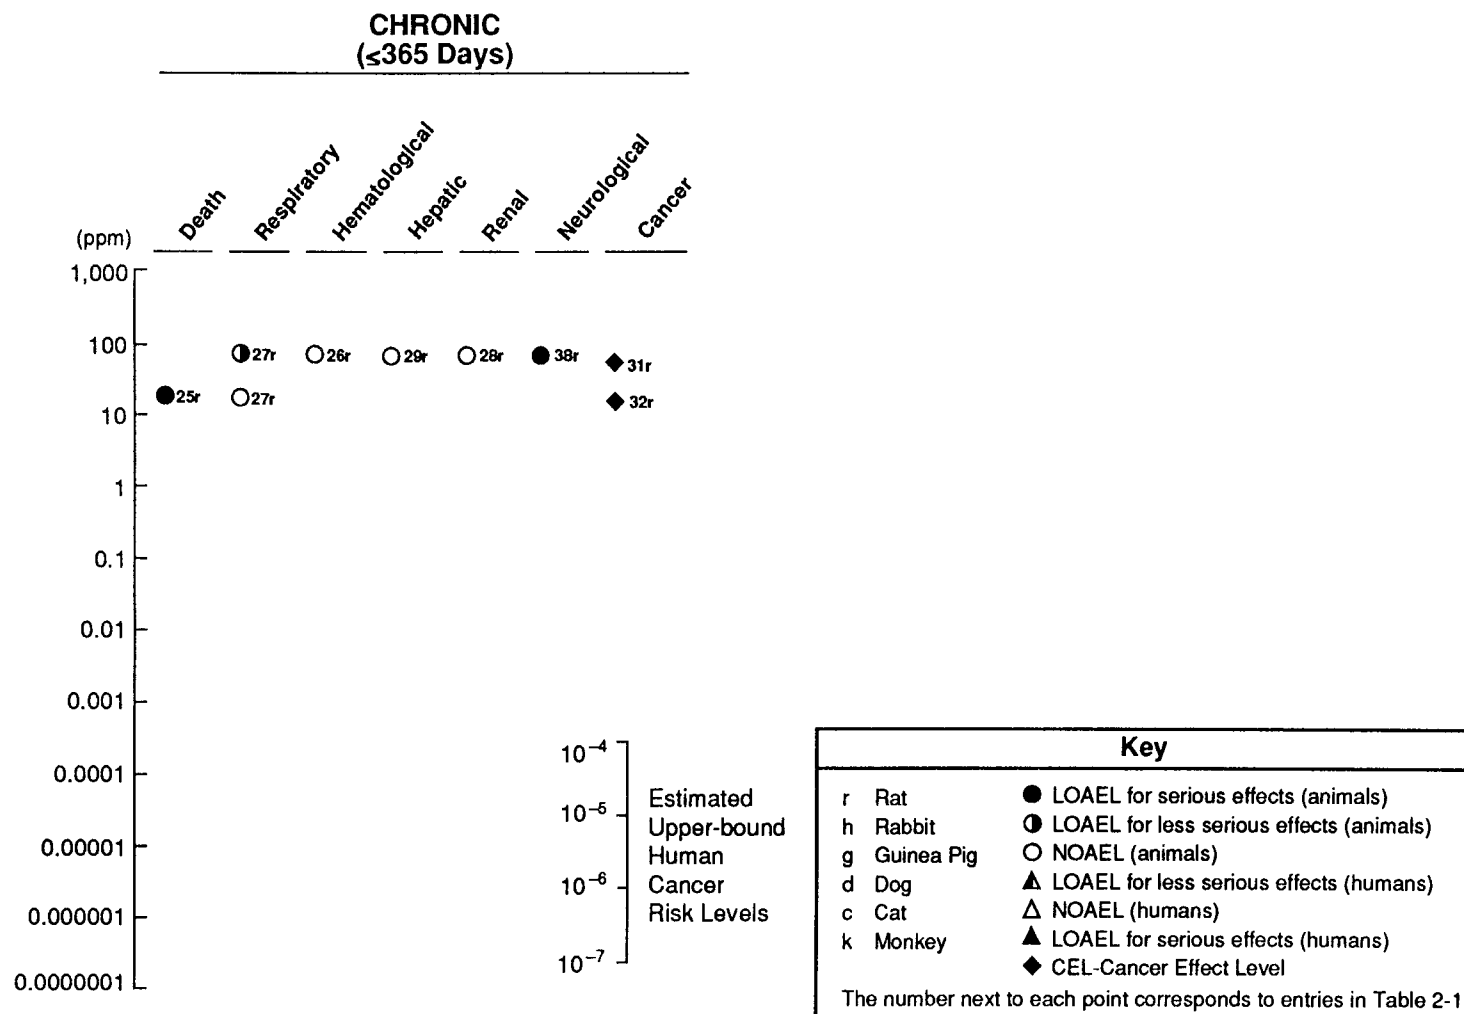 CHRONIC
(≤365 Days)
Death
Respiratory
Hematological
Hepatic
Renal
Neurological
Cancer
(ppm)
1,000
100
27r 26r 29r 28r 38r 31r
25r 27r 32r
10
1
0.1
0.01
0.001
0.0001
0.00001
0.000001
0.0000001
10⁻⁴
10⁻⁵
10⁻⁶
10⁻⁷
Estimated
Upper-bound
Human
Cancer
Risk Levels
Key
r Rat
h Rabbit
g Guinea Pig
d Dog
c Cat
k Monkey
LOAEL for serious effects (animals)
LOAEL for less serious effects (animals)
NOAEL (animals)
LOAEL for less serious effects (humans)
NOAEL (humans)
LOAEL for serious effects (humans)
CEL-Cancer Effect Level
The number next to each point corresponds to entries in Table 2-1